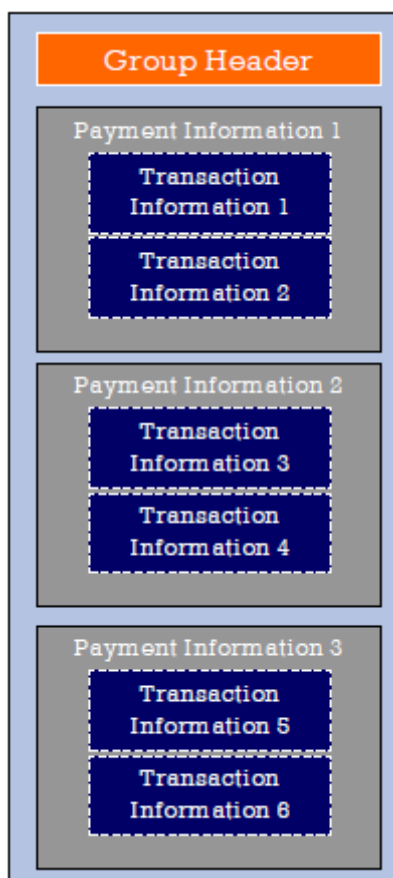 Group Header
Payment Information 1
Transaction
Information 1
Transaction
Information 2
Payment Information 2
Transaction
Information 3
Transaction
Information 4
Payment Information 3
Transaction
Information 5
Transaction
Information 6